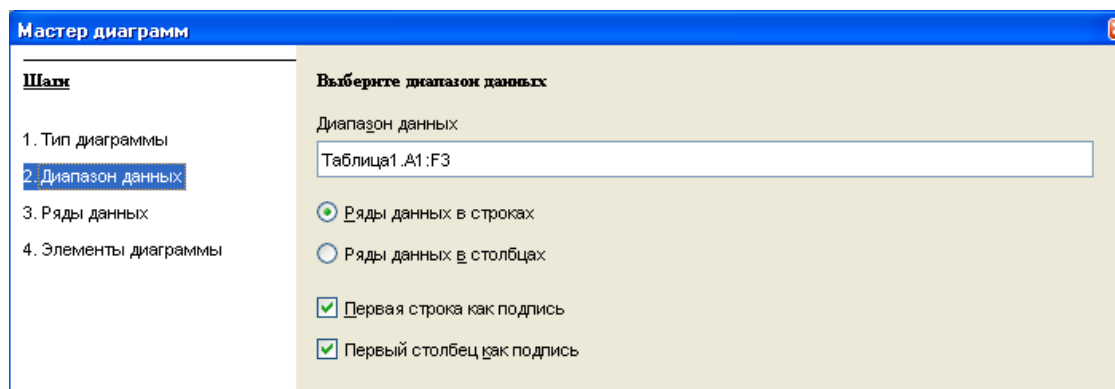 Мастер диаграмм
Шаги
1. Тип диаграммы
2. Диапазон данных
3. Ряды данных
4. Элементы диаграммы
Выберите диапазон данных
Диапазон данных
Таблица1.A1:F3
Ряды данных в строках
Ряды данных в столбцах
Первая строка как подпись
Первый столбец как подпись